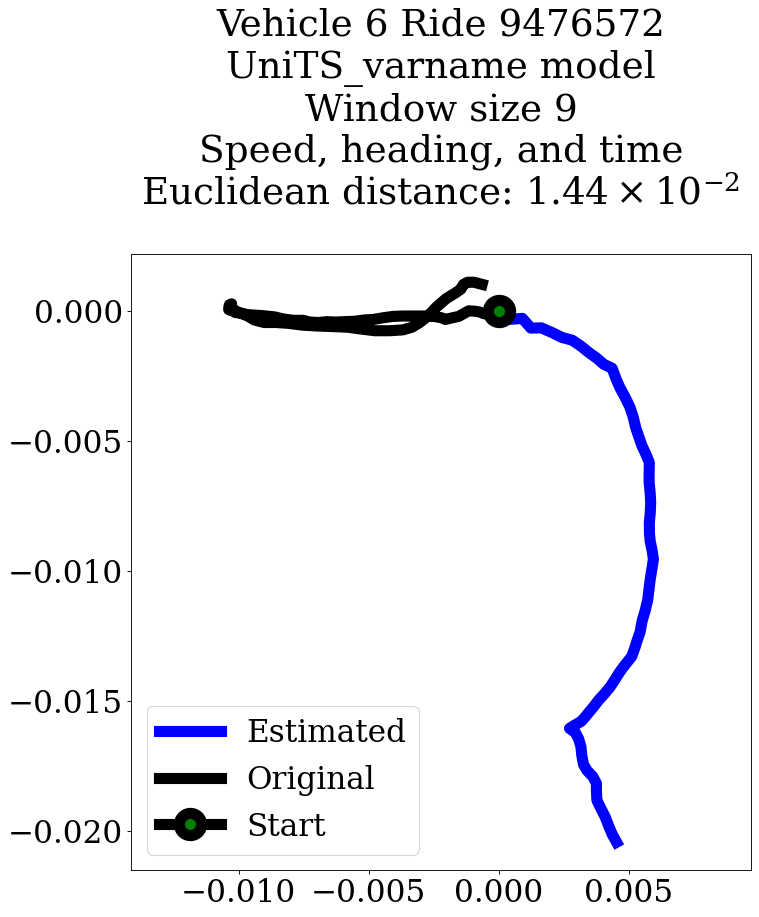 Vehicle 6 Ride 9476572
UniTS_varname model
Window size 9
Speed, heading, and time
Euclidean distance: 1.44 × 10⁻²
0.000
−0.005
−0.010
−0.015
−0.020
Estimated
Original
Start
−0.010 −0.005 0.000 0.005